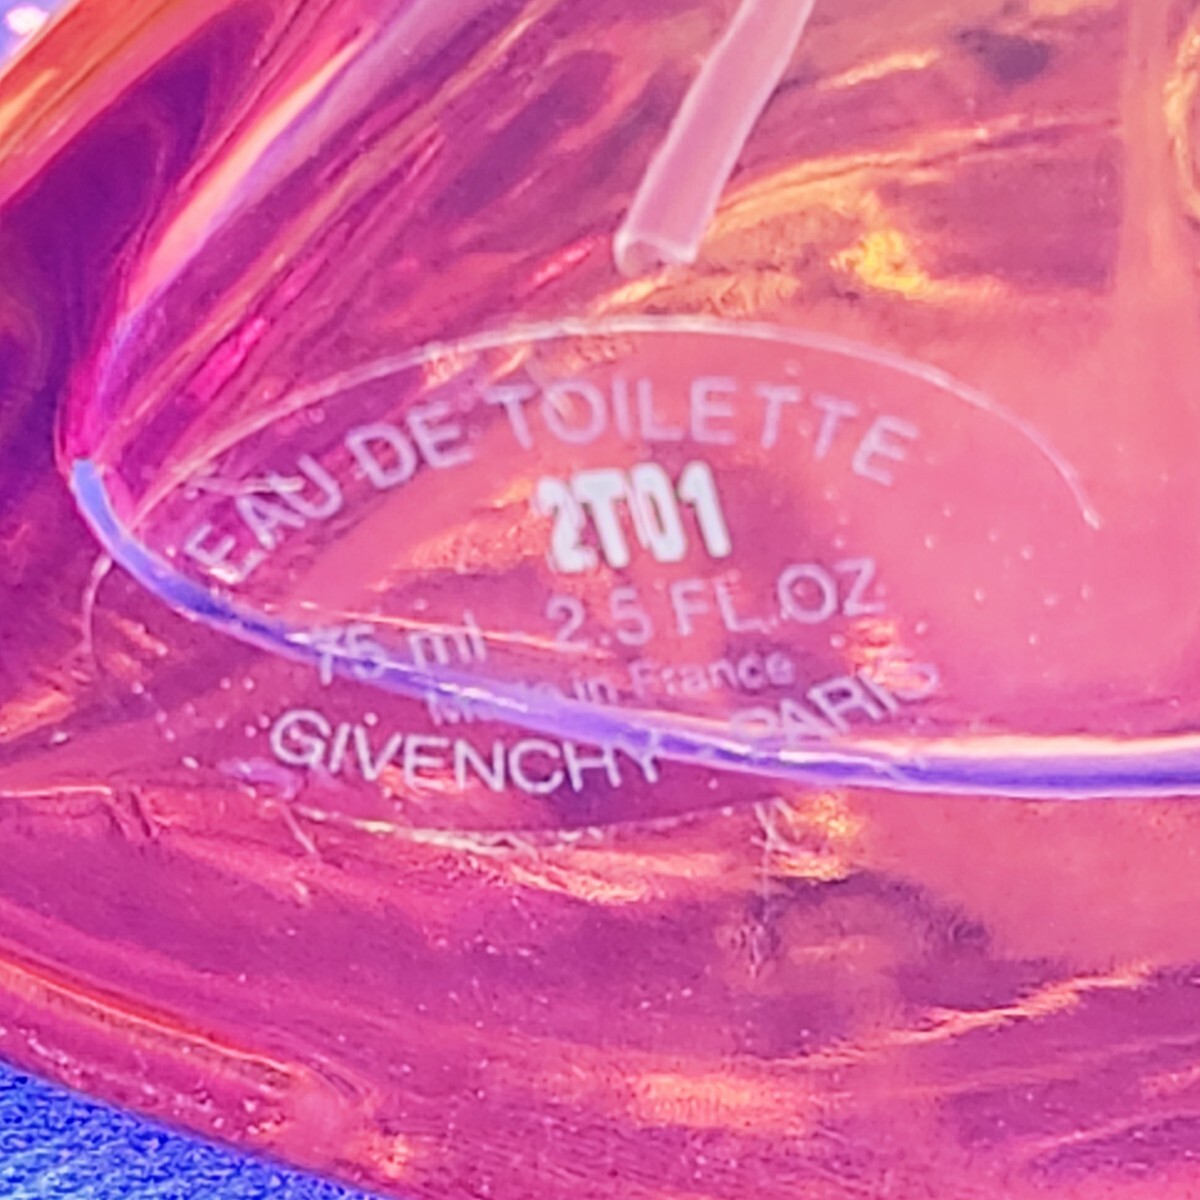 EAU DE TOILETTE
2T01
75 ml - 2.5 FL.OZ
Made in France
GIVENCHY - PARIS